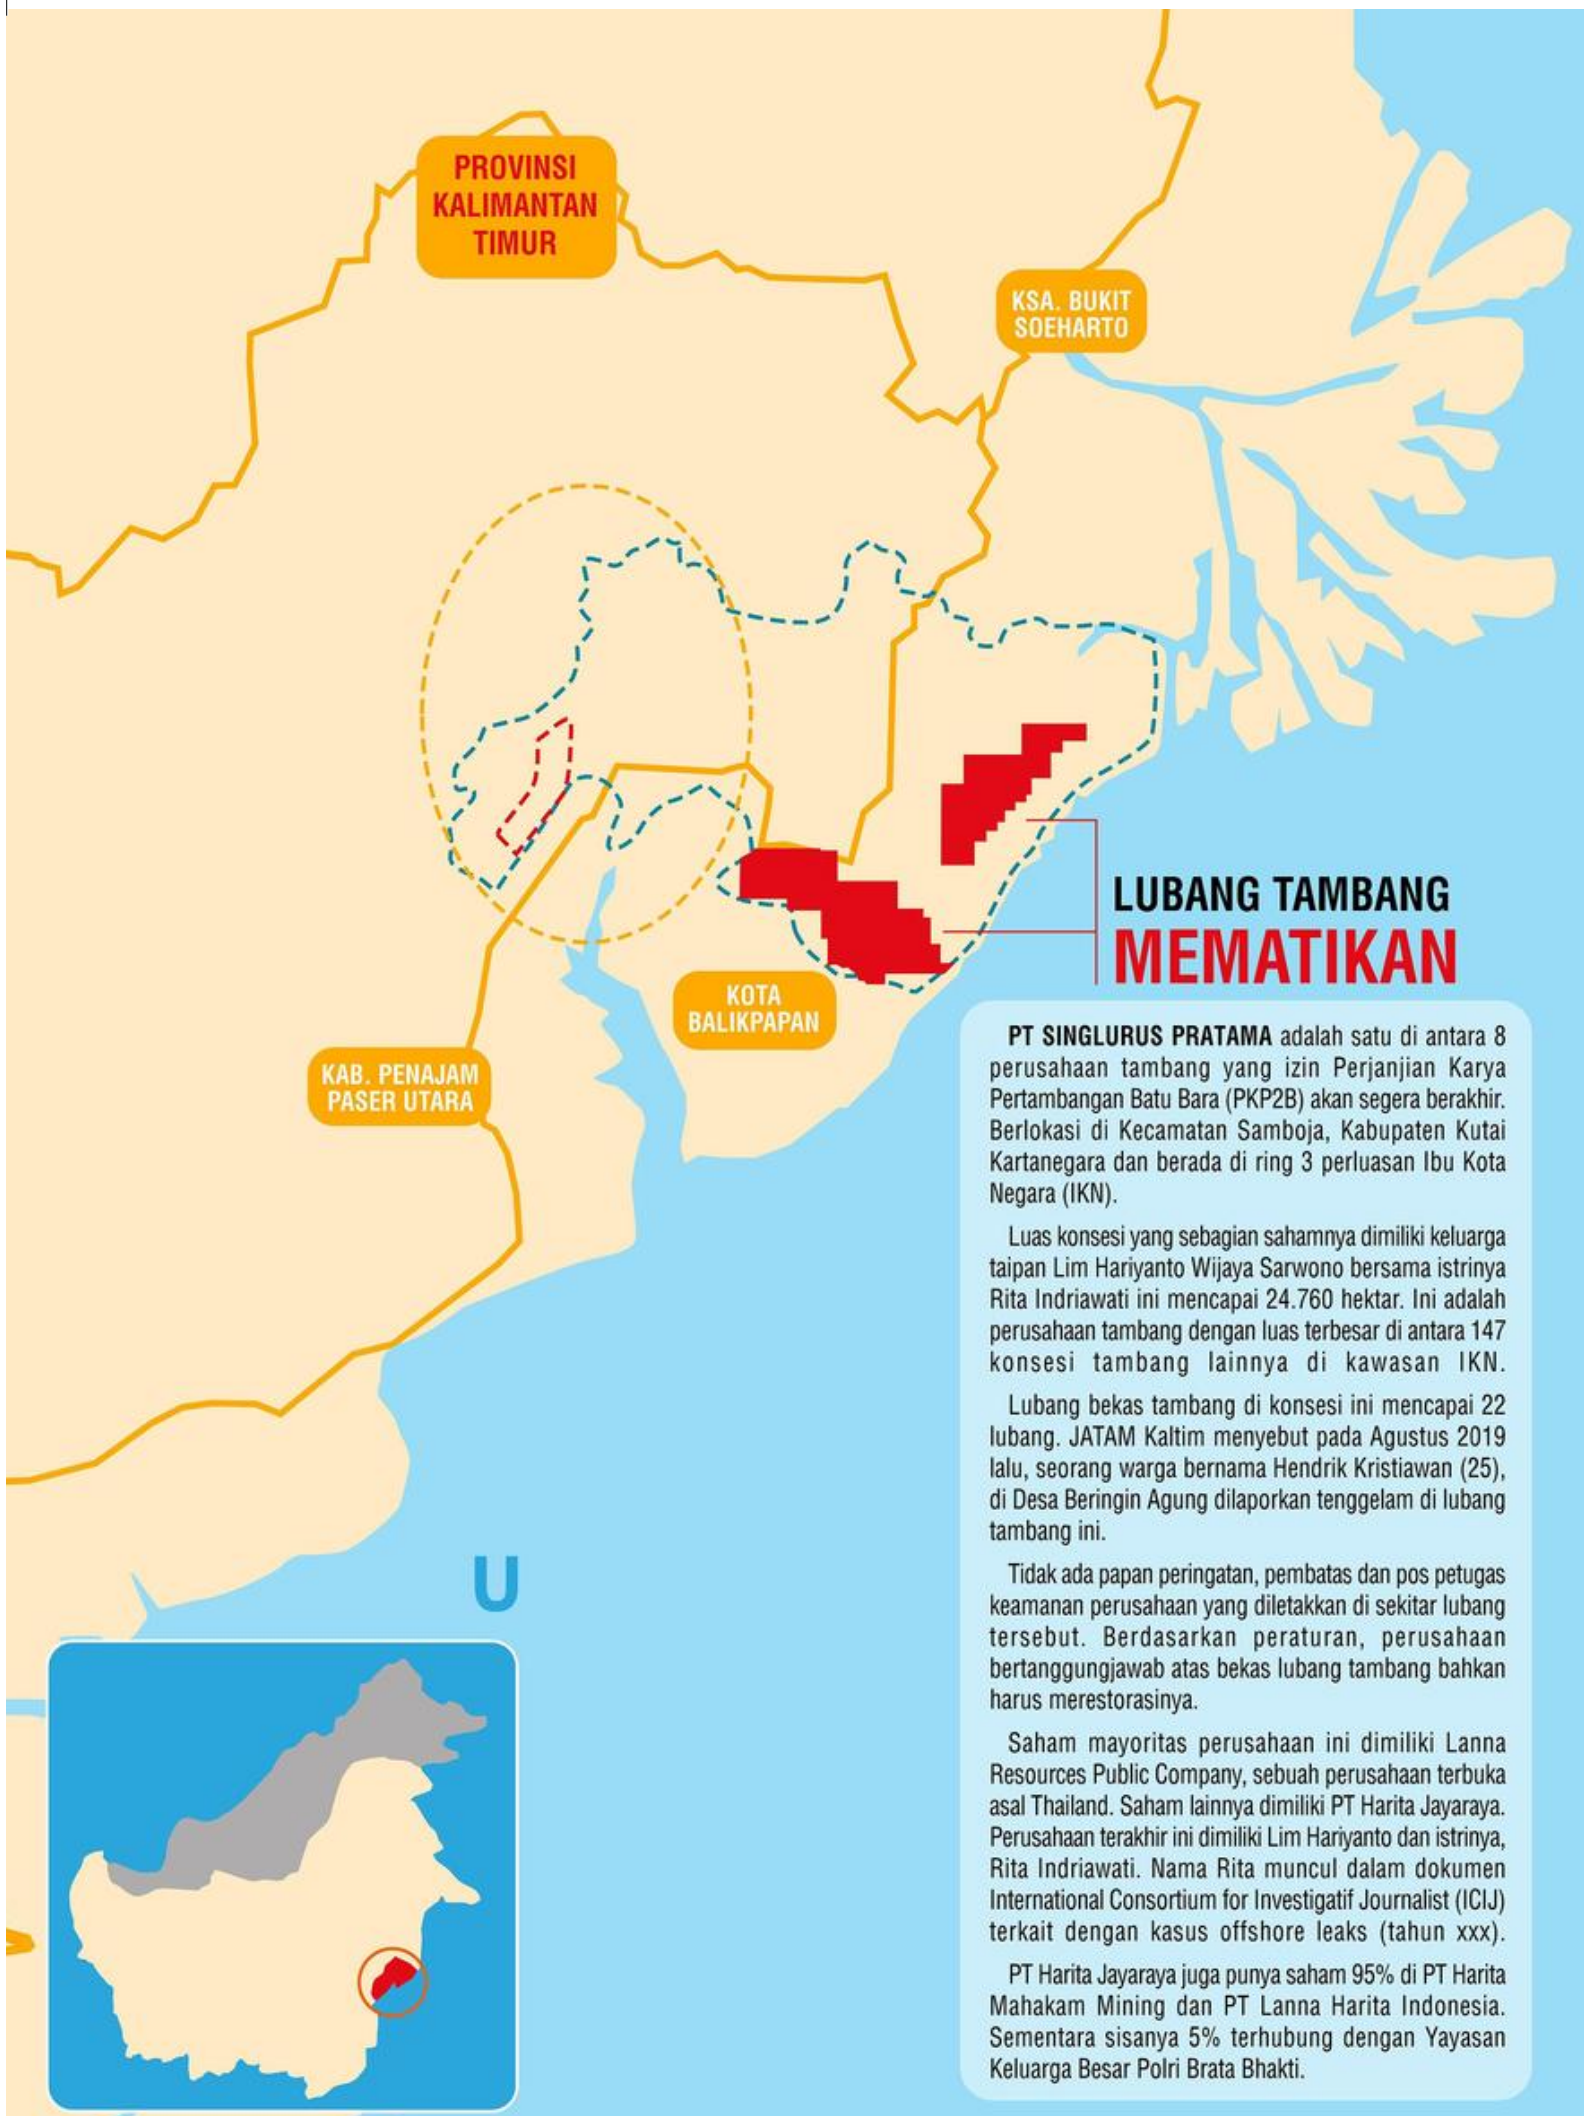 PROVINSI
KALIMANTAN
TIMUR
KSA. BUKIT
SOEHARTO
KOTA
BALIKPAPAN
KAB. PENAJAM
PASER UTARA
LUBANG TAMBANG
MEMATIKAN
PT SINGLURUS PRATAMA adalah satu di antara 8
perusahaan tambang yang izin Perjanjian Karya
Pertambangan Batu Bara (PKP2B) akan segera berakhir.
Berlokasi di Kecamatan Samboja, Kabupaten Kutai
Kartanegara dan berada di ring 3 perluasan Ibu Kota
Negara (IKN).
Luas konsesi yang sebagian sahamnya dimiliki keluarga
taipan Lim Hariyanto Wijaya Sarwono bersama istrinya
Rita Indriawati ini mencapai 24.760 hektar. Ini adalah
perusahaan tambang dengan luas terbesar di antara 147
konsesi tambang lainnya di kawasan IKN.
Lubang bekas tambang di konsesi ini mencapai 22
lubang. JATAM Kaltim menyebut pada Agustus 2019
lalu, seorang warga bernama Hendrik Kristiawan (25),
di Desa Beringin Agung dilaporkan tenggelam di lubang
tambang ini.
Tidak ada papan peringatan, pembatas dan pos petugas
keamanan perusahaan yang diletakkan di sekitar lubang
tersebut. Berdasarkan peraturan, perusahaan
bertanggungjawab atas bekas lubang tambang bahkan
harus merestorasinya.
Saham mayoritas perusahaan ini dimiliki Lanna
Resources Public Company, sebuah perusahaan terbuka
asal Thailand. Saham lainnya dimiliki PT Harita Jayaraya.
Perusahaan terakhir ini dimiliki Lim Hariyanto dan istrinya,
Rita Indriawati. Nama Rita muncul dalam dokumen
International Consortium for Investigatif Journalist (ICIJ)
terkait dengan kasus offshore leaks (tahun xxx).
PT Harita Jayaraya juga punya saham 95% di PT Harita
Mahakam Mining dan PT Lanna Harita Indonesia.
Sementara sisanya 5% terhubung dengan Yayasan
Keluarga Besar Polri Brata Bhakti.
U